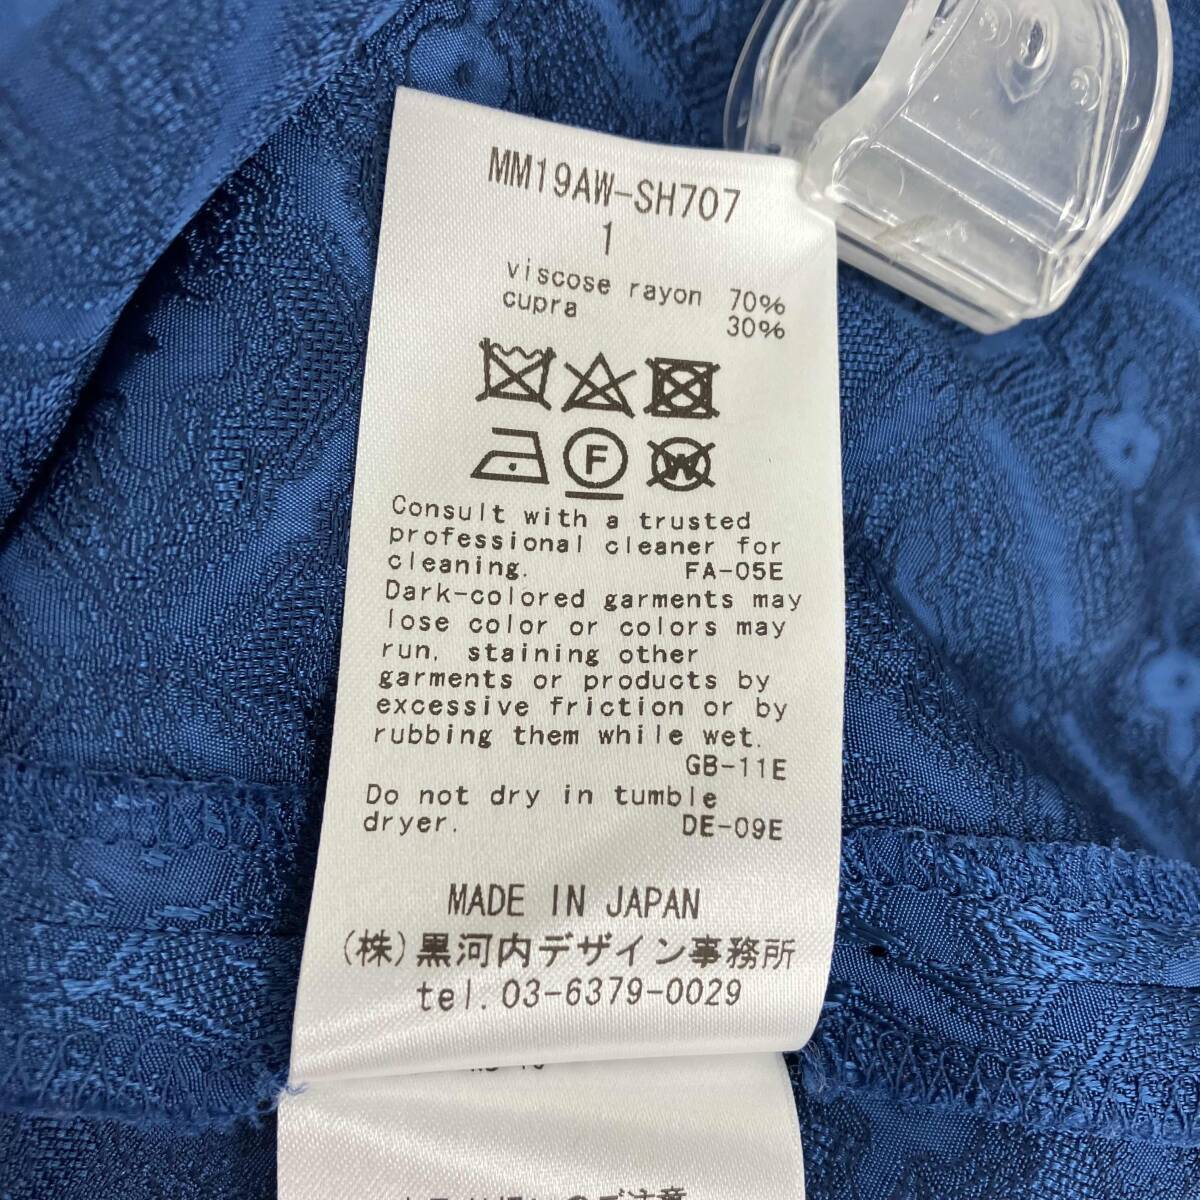 MM19AW-SH707
1
viscose rayon 70%
cupra 30%
F
W
Consult with a trusted
professional cleaner for
cleaning. FA-05E
Dark-colored garments may
lose color or colors may
run, staining other
garments or products by
excessive friction or by
rubbing them while wet.
GB-11E
Do not dry in tumble
dryer. DE-09E
MADE IN JAPAN
(株)黒河内デザイン事務所
tel.03-6379-0029